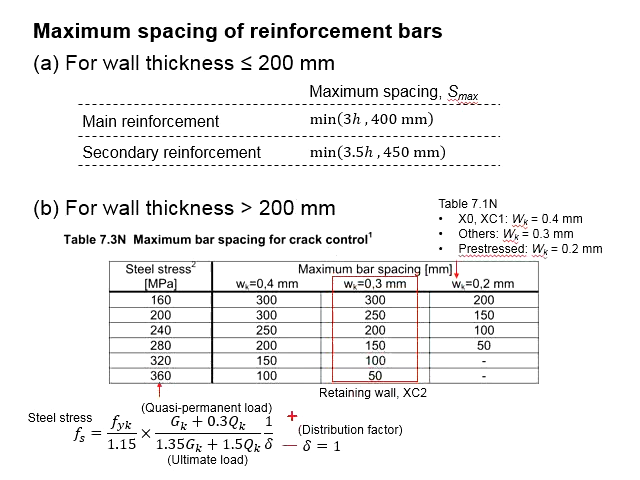 Maximum spacing of reinforcement bars
(a) For wall thickness ≤ 200 mm
Maximum spacing, Smax
Main reinforcement min(3h , 400 mm)
Secondary reinforcement min(3.5h , 450 mm)
(b) For wall thickness > 200 mm
Table 7.1N
• X0, XC1: Wk = 0.4 mm
• Others: Wk = 0.3 mm
• Prestressed: Wk = 0.2 mm
Table 7.3N Maximum bar spacing for crack control¹
Steel stress² [MPa] Maximum bar spacing [mm]
wk=0,4 mm wk=0,3 mm wk=0,2 mm
160 300 300 200
200 300 250 150
240 250 200 100
280 200 150 50
320 150 100 -
360 100 50 -
Retaining wall, XC2
(Quasi-permanent load)
Steel stress
fs = fyk/1.15 × (Gk + 0.3Qk)/(1.35Gk + 1.5Qk) 1/δ
+
(Distribution factor)
— δ = 1
(Ultimate load)